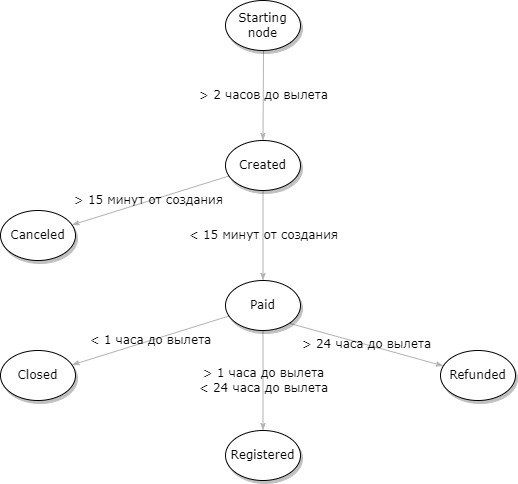 Starting
node
> 2 часов до вылета
Created
> 15 минут от создания
Canceled
< 15 минут от создания
Paid
< 1 часа до вылета
> 24 часа до вылета
> 1 часа до вылета
< 24 часа до вылета
Closed
Refunded
Registered